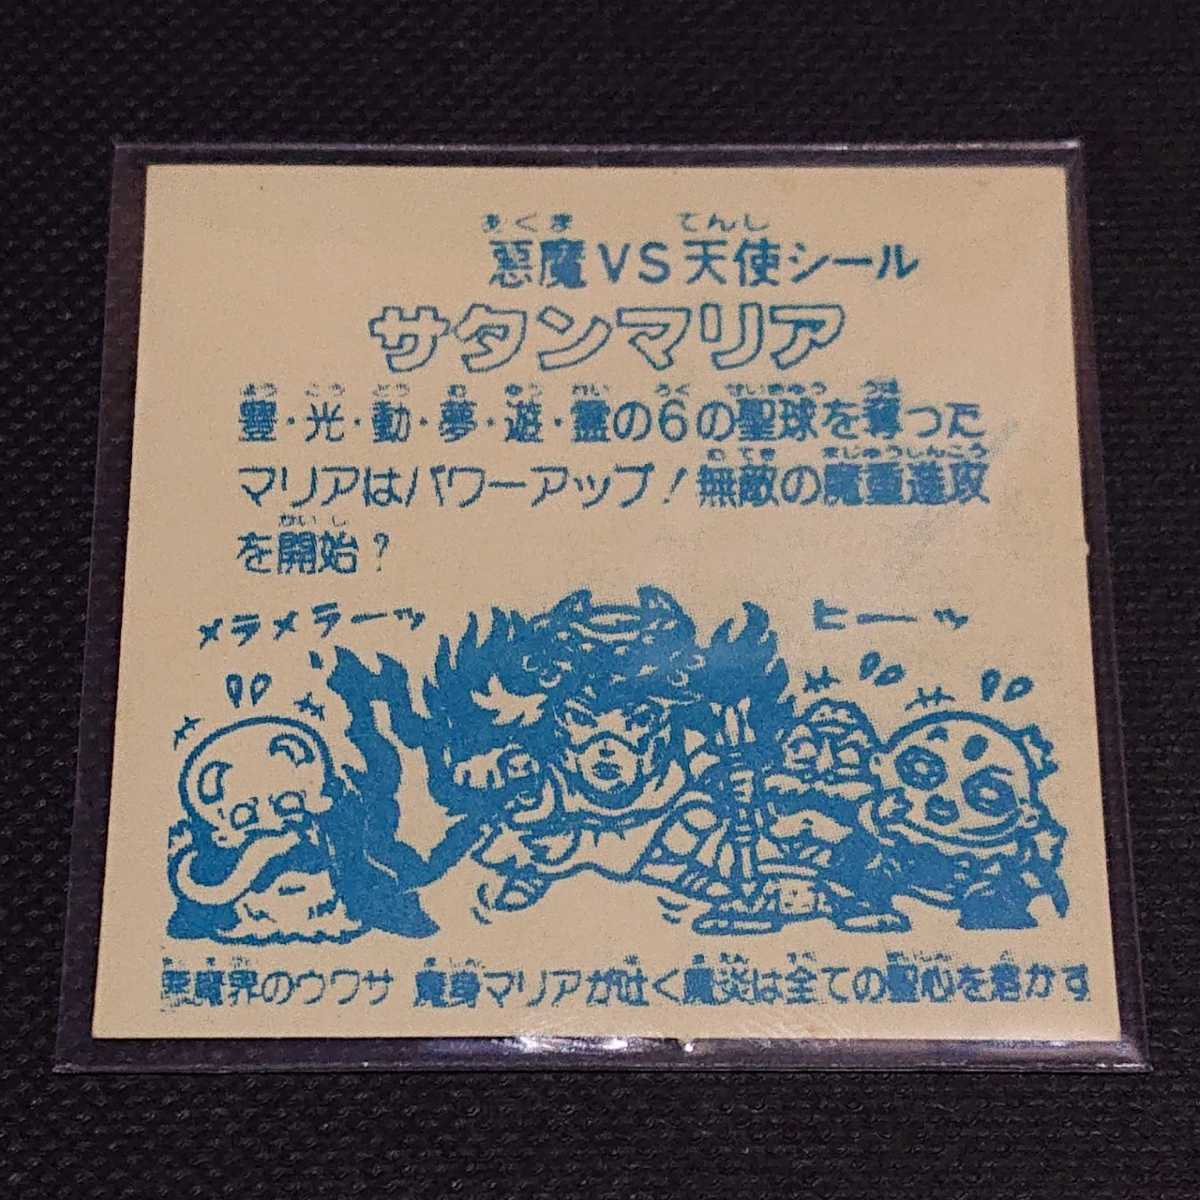 悪魔VS天使シール
サタンマリア
豊・光・動・夢・遊・霊の6の聖球を奪った
マリアはパワーアップ！無敵の魔重進攻
を開始？
メラメラーッ
ヒーーッ
悪魔界のウワサ 魔身マリアが吐く魔炎は全ての聖心を溶かす